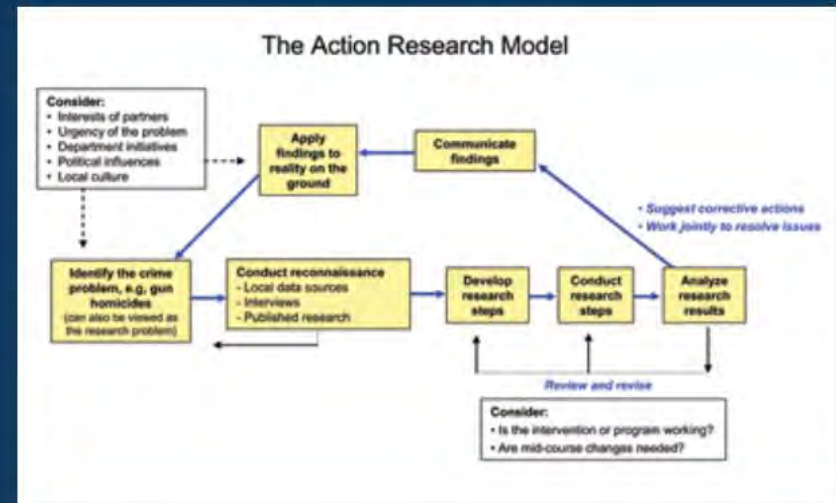 The Action Research Model
Consider:
• Interests of partners
• Urgency of the problem
• Department initiatives
• Political influences
• Local culture
Apply
findings to
reality on the
ground
Communicate
findings
• Suggest corrective actions
• Work jointly to resolve issues
Identify the crime
problem, e.g, gun
homicides
(can also be viewed as
the research problem)
Conduct reconnaissance
- Local data sources
- Interviews
- Published research
Develop
research
steps
Conduct
research
steps
Analyze
research
results
Review and revise
Consider:
• Is the intervention or program working?
• Are mid-course changes needed?